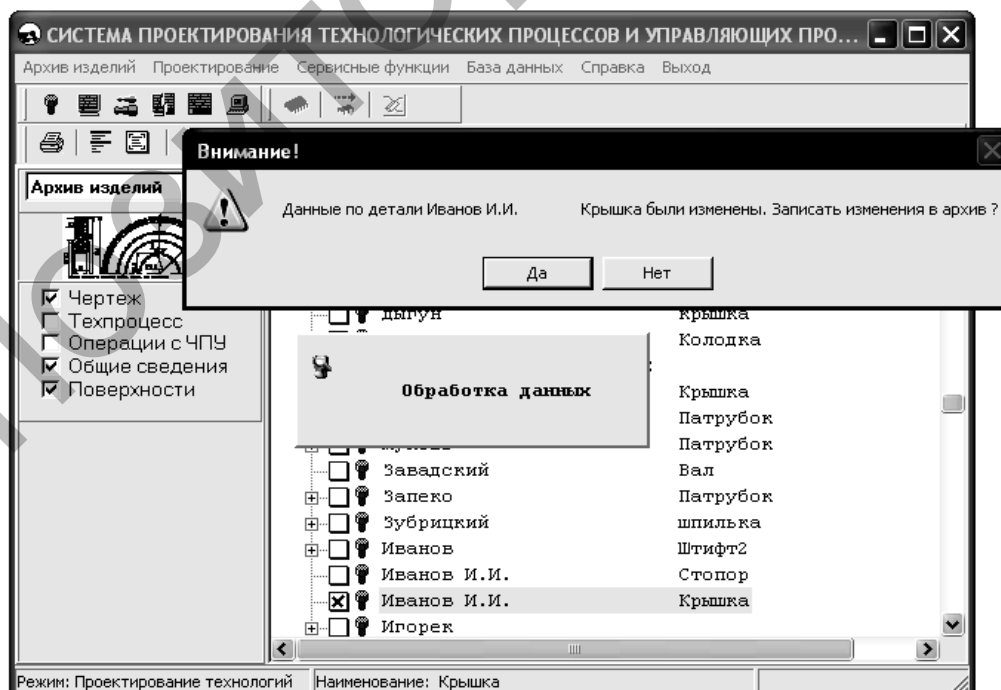 СИСТЕМА ПРОЕКТИРОВАНИЯ ТЕХНОЛОГИЧЕСКИХ ПРОЦЕССОВ И УПРАВЛЯЮЩИХ ПРО...
Архив изделий Проектирование Сервисные функции База данных Справка Выход
Внимание!
Архив изделий
Данные по детали Иванов И.И. Крышка были изменены. Записать изменения в архив ?
Да Нет
Чертеж
Техпроцесс
Операции с ЧПУ
Общие сведения
Поверхности
дыгун крышка
Колодка
Обработка данных
Крышка
Патрубок
Патрубок
Завадский Вал
Запеко Патрубок
Зубрицкий шпилька
Иванов Штифт2
Иванов И.И. Стопор
Иванов И.И. Крышка
Игорек
Режим: Проектирование технологий Наименование: Крышка